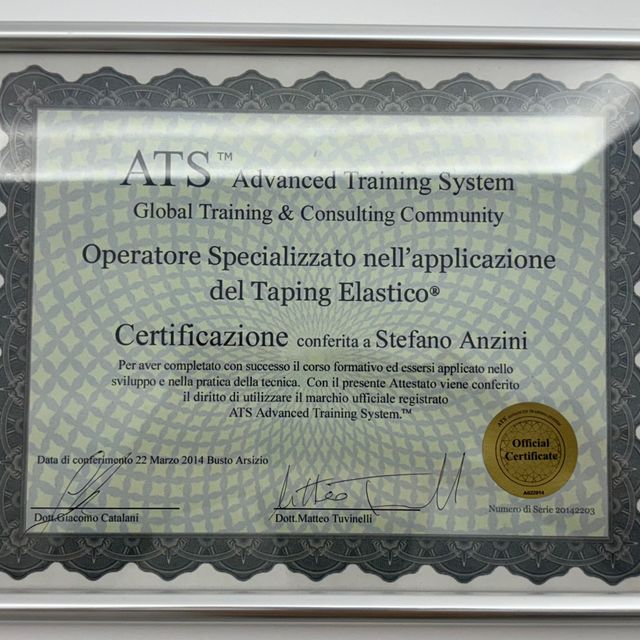 ATS™ Advanced Training System
Global Training & Consulting Community
Operatore Specializzato nell'applicazione
del Taping Elastico®
Certificazione conferita a Stefano Anzini
Per aver completato con successo il corso formativo ed essersi applicato nello
sviluppo e nella pratica della tecnica. Con il presente Attestato viene conferito
il diritto di utilizzare il marchio ufficiale registrato
ATS Advanced Training System.™
Data di conferimento 22 Marzo 2014 Busto Arsizio
Official
Certificate
Dott.Giacomo Catalani
Dott.Matteo Tuvinelli
Numero di Serie 20142203